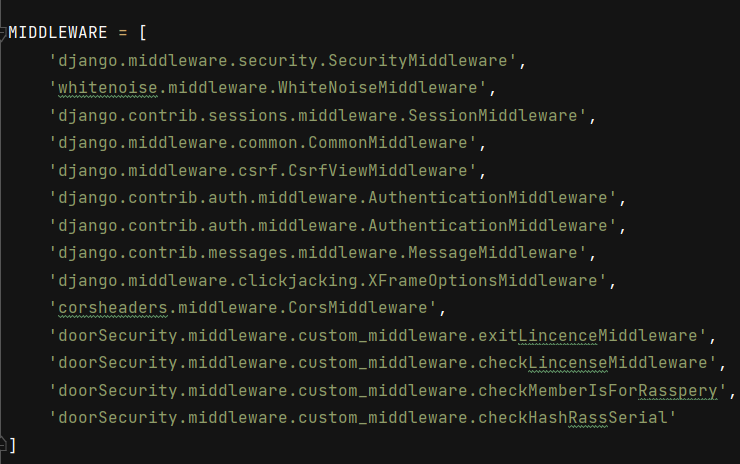 MIDDLEWARE = [
    'django.middleware.security.SecurityMiddleware',
    'whitenoise.middleware.WhiteNoiseMiddleware',
    'django.contrib.sessions.middleware.SessionMiddleware',
    'django.middleware.common.CommonMiddleware',
    'django.middleware.csrf.CsrfViewMiddleware',
    'django.contrib.auth.middleware.AuthenticationMiddleware',
    'django.contrib.auth.middleware.AuthenticationMiddleware',
    'django.contrib.messages.middleware.MessageMiddleware',
    'django.middleware.clickjacking.XFrameOptionsMiddleware',
    'corsheaders.middleware.CorsMiddleware',
    'doorSecurity.middleware.custom_middleware.exitLincenceMiddleware',
    'doorSecurity.middleware.custom_middleware.checkLincenseMiddleware',
    'doorSecurity.middleware.custom_middleware.checkMemberIsForRasspery',
    'doorSecurity.middleware.custom_middleware.checkHashRassSerial'
]